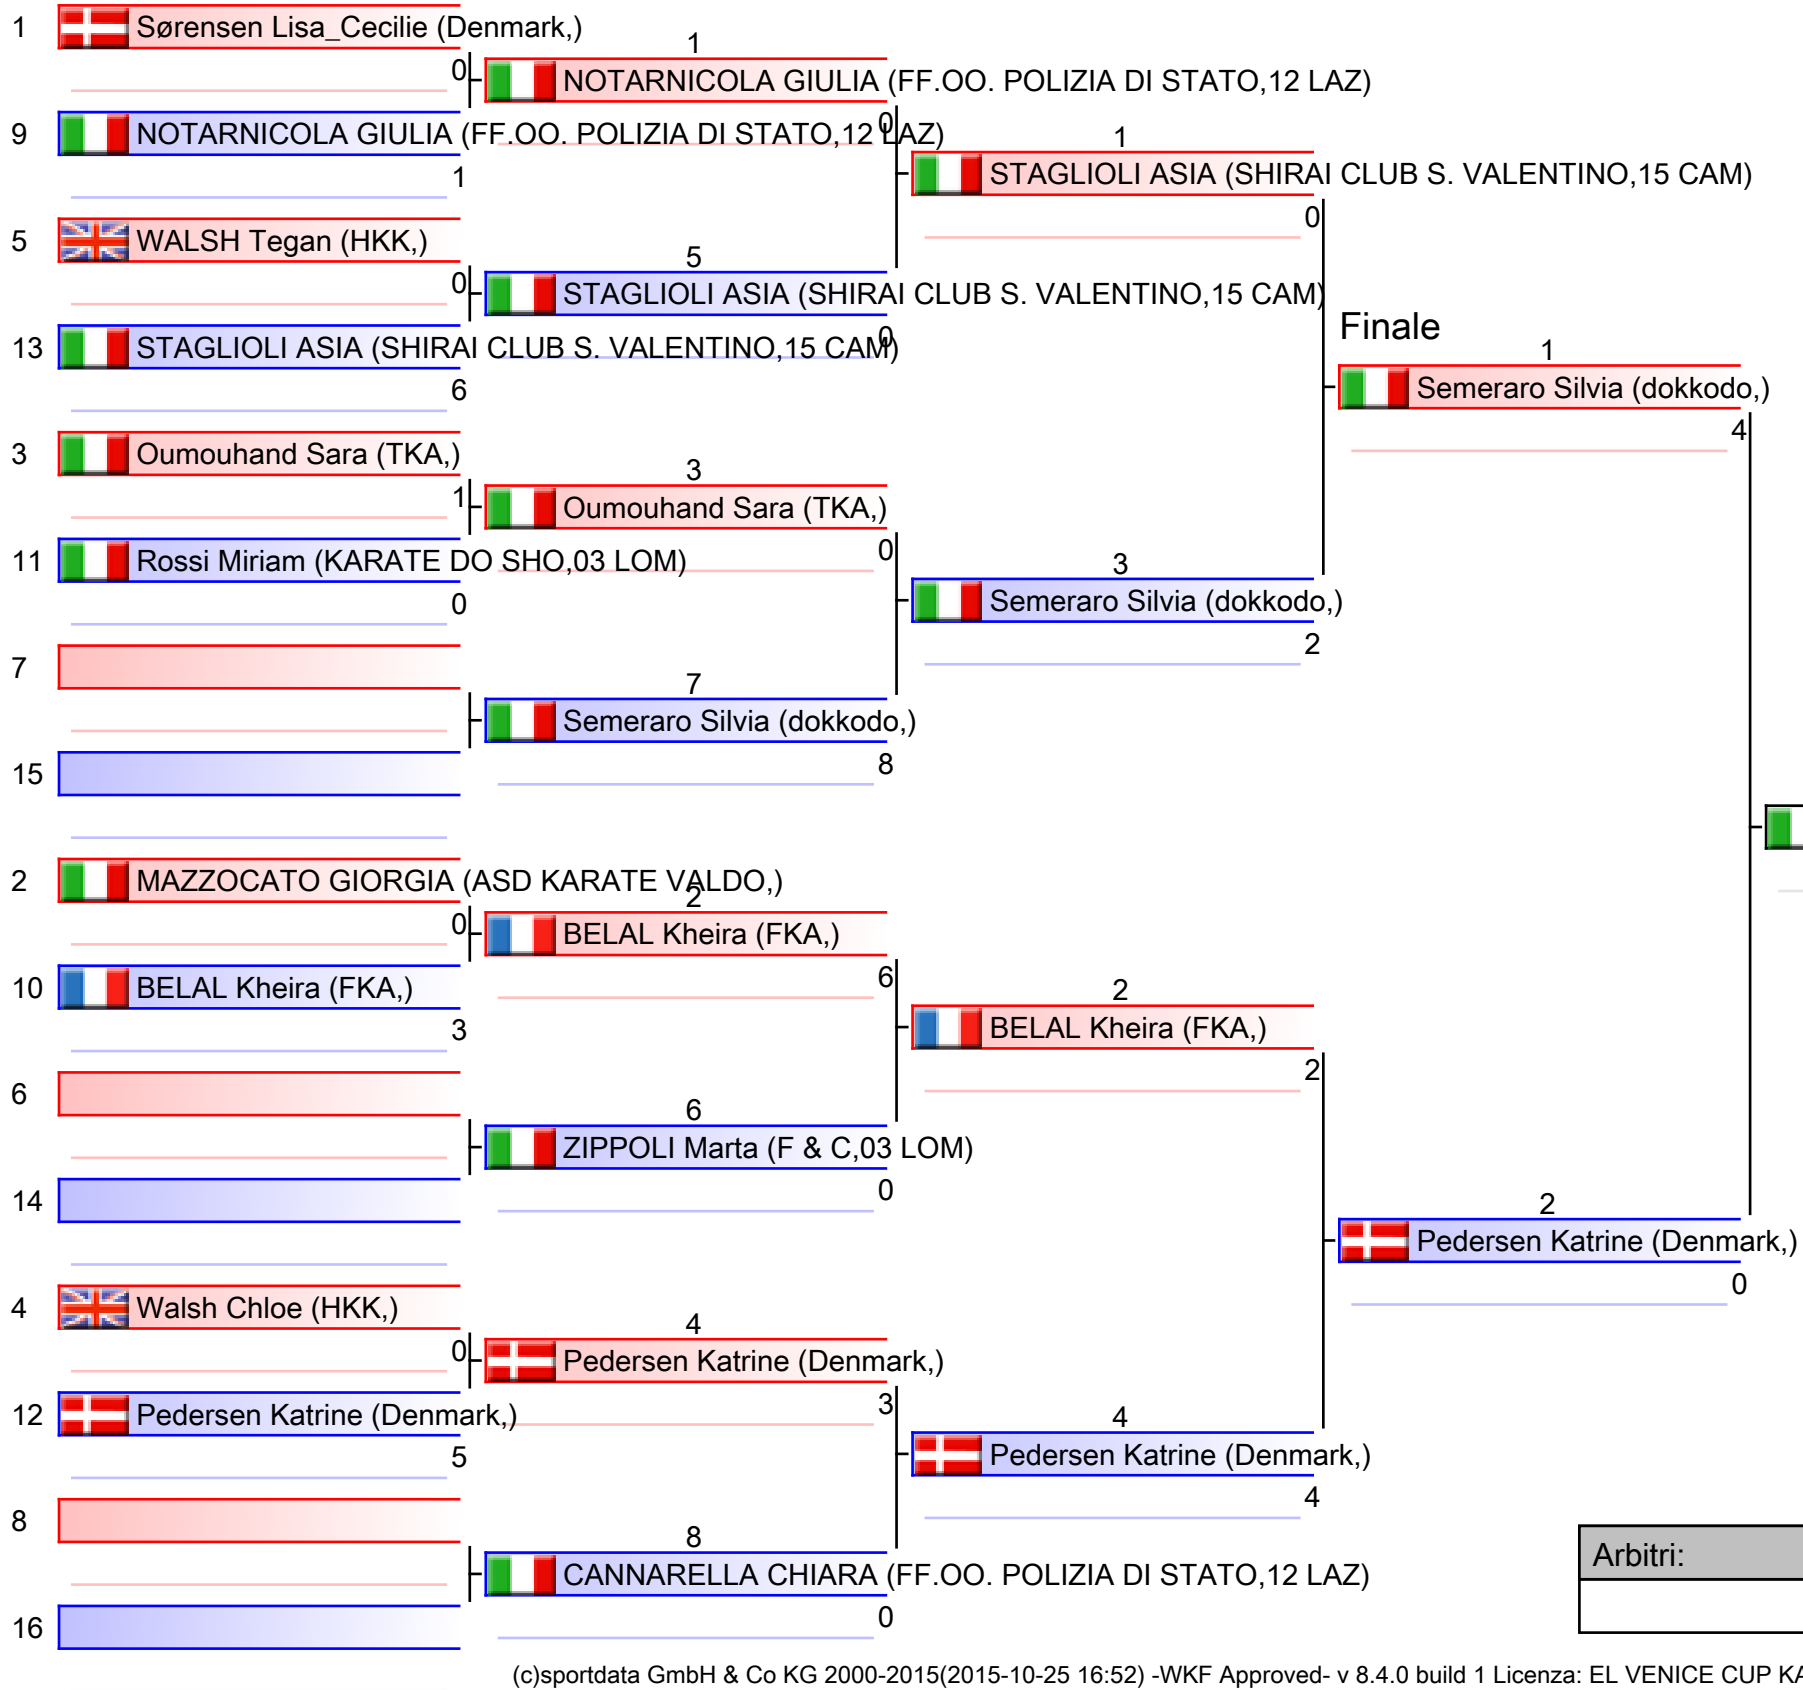 1 Sørensen Lisa_Cecilie (Denmark,)
0
9 NOTARNICOLA GIULIA (FF.OO. POLIZIA DI STATO,12 LAZ)
1
5 WALSH Tegan (HKK,)
0
13 STAGLIOLI ASIA (SHIRAI CLUB S. VALENTINO,15 CAM)
6
3 Oumouhand Sara (TKA,)
1
11 Rossi Miriam (KARATE DO SHO,03 LOM)
0
7
15
2 MAZZOCATO GIORGIA (ASD KARATE VALDO,)
0
10 BELAL Kheira (FKA,)
3
6
14
4 Walsh Chloe (HKK,)
0
12 Pedersen Katrine (Denmark,)
5
8
16
1
NOTARNICOLA GIULIA (FF.OO. POLIZIA DI STATO,12 LAZ)
0
5
STAGLIOLI ASIA (SHIRAI CLUB S. VALENTINO,15 CAM)
0
3
Oumouhand Sara (TKA,)
0
7
Semeraro Silvia (dokkodo,)
8
2
BELAL Kheira (FKA,)
6
6
ZIPPOLI Marta (F & C,03 LOM)
0
4
Pedersen Katrine (Denmark,)
3
8
CANNARELLA CHIARA (FF.OO. POLIZIA DI STATO,12 LAZ)
0
1
STAGLIOLI ASIA (SHIRAI CLUB S. VALENTINO,15 CAM)
0
3
Semeraro Silvia (dokkodo,)
2
2
BELAL Kheira (FKA,)
2
4
Pedersen Katrine (Denmark,)
4
Finale
1
Semeraro Silvia (dokkodo,)
4
2
Pedersen Katrine (Denmark,)
0
Arbitri:
(c)sportdata GmbH & Co KG 2000-2015(2015-10-25 16:52) -WKF Approved- v 8.4.0 build 1 Licenza: EL VENICE CUP KA